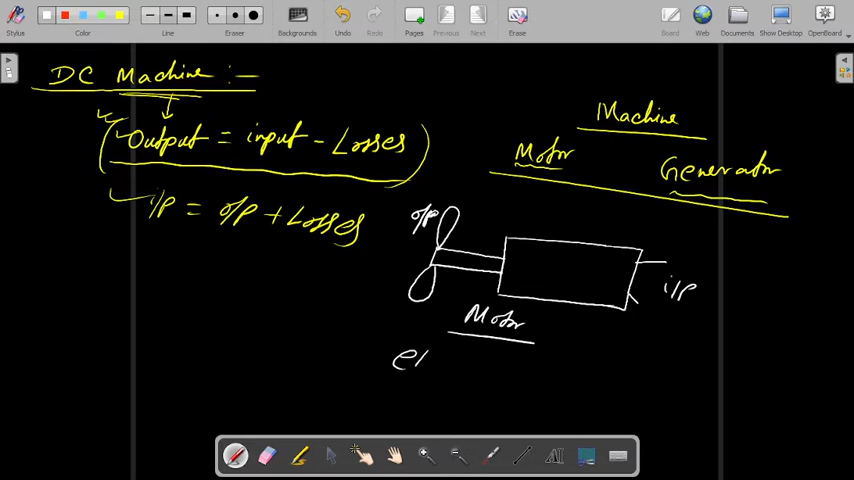 Stylus Color Line Eraser Backgrounds Undo Redo Pages Previous Next Erase Board Web Documents Show Desktop OpenBoard
DC Machine :-
Output = input - Losses
i/p = o/p + Losses
Machine
Motor Generator
o/p
i/p
Motor
el